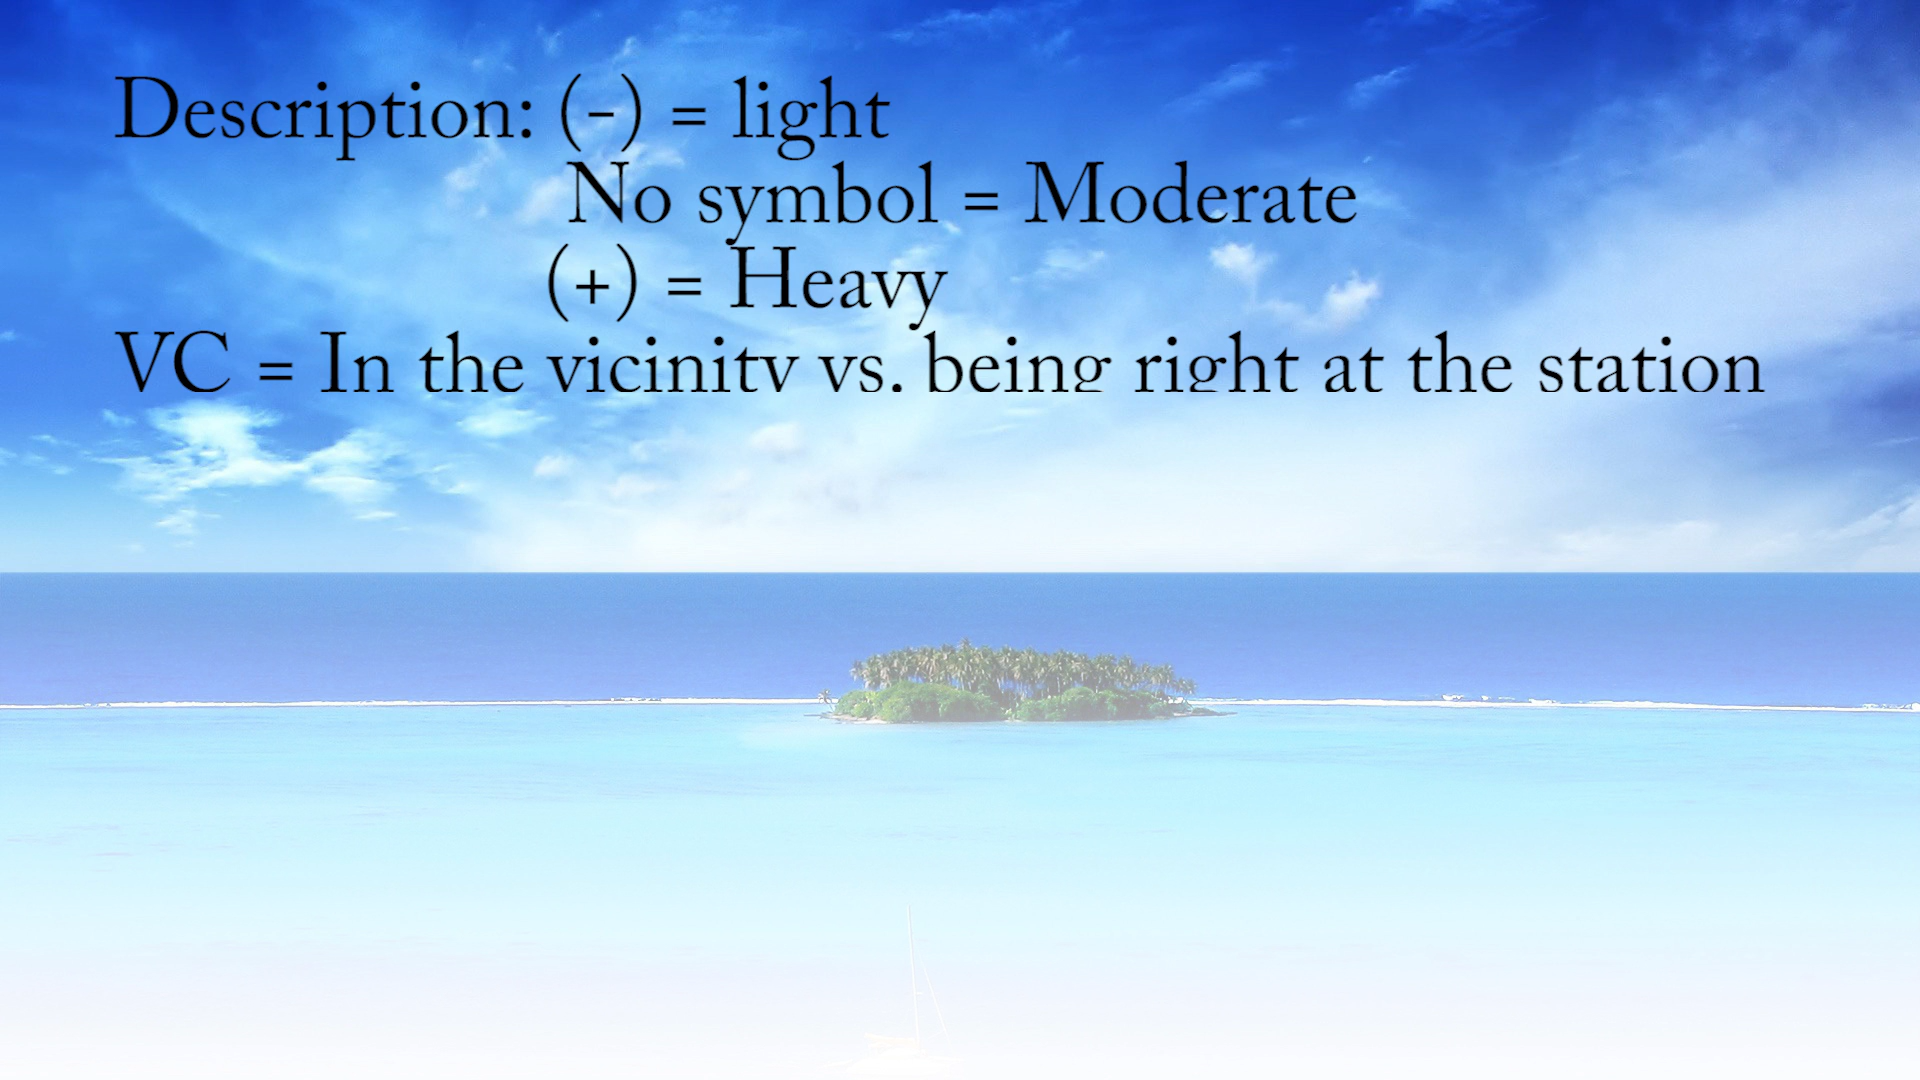 Description: (-) = light
No symbol = Moderate
(+) = Heavy
VC = In the vicinity vs. being right at the station